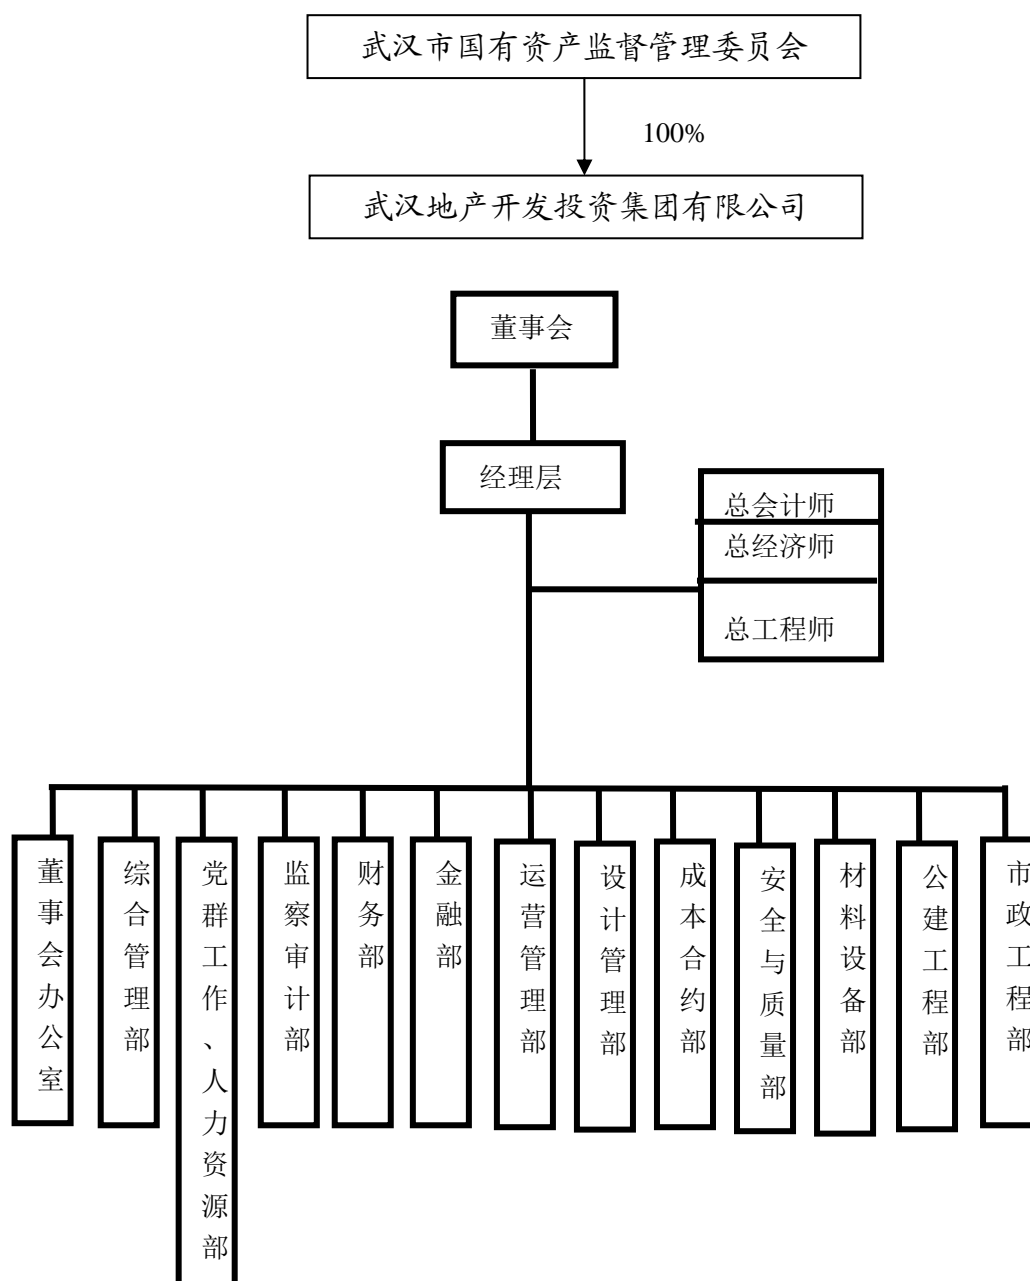 武汉市国有资产监督管理委员会
100%
武汉地产开发投资集团有限公司
董事会
经理层
总会计师
总经济师
总工程师
董事会办公室
综合管理部
党群工作、人力资源部
监察审计部
财务部
金融部
运营管理部
设计管理部
成本合约部
安全与质量部
材料设备部
公建工程部
市政工程部